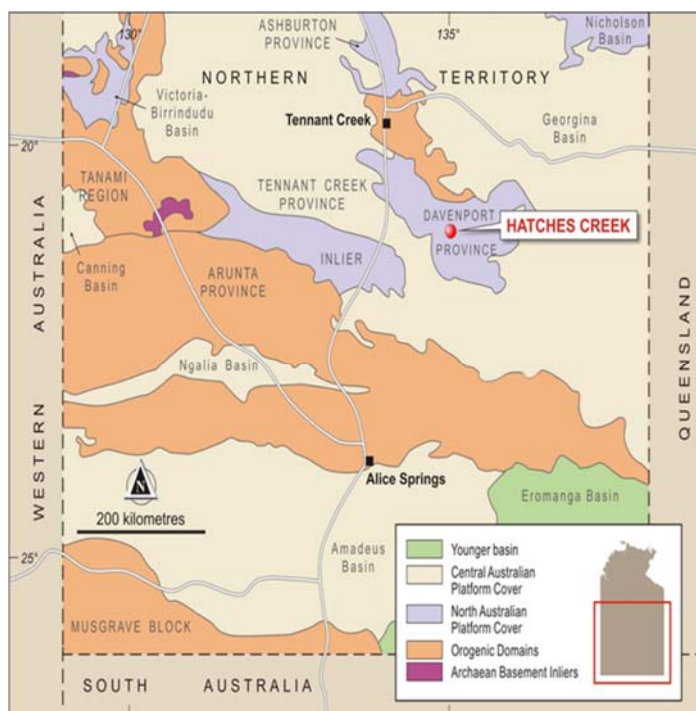 130°
ASHBURTON
PROVINCE
135°
Nicholson
Basin
NORTHERN
TERRITORY
Victoria-
Birrindudu
Basin
Tennant Creek
Georgina
Basin
20°
TANAMI
REGION
TENNANT CREEK
PROVINCE
DAVENPORT
PROVINCE
HATCHES CREEK
INLIER
Canning
Basin
ARUNTA
PROVINCE
WESTERN
AUSTRALIA
QUEENSLAND
Ngalia Basin
Alice Springs
N
200 kilometres
Eromanga Basin
25°
Amadeus
Basin
MUSGRAVE BLOCK
SOUTH
AUSTRALIA
Younger basin
Central Australian
Platform Cover
North Australian
Platform Cover
Orogenic Domains
Archaean Basement Inliers